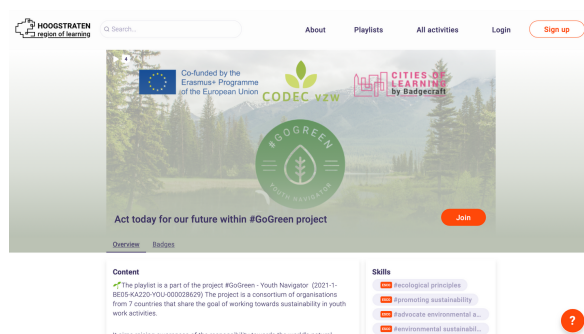 HOOGSTRATEN
region of learning
Search...
About
Playlists
All activities
Login
Sign up
4
Co-funded by the
Erasmus+ Programme
of the European Union
CODEC vzw
CITIES OF
LEARNING
by Badgecraft
#GOGREEN
YOUTH NAVIGATOR
Act today for our future within #GoGreen project
Join
Overview
Badges
Content
🌱The playlist is a part of the project #GoGreen - Youth Navigator (2021-1-
BE05-KA220-YOU-000028629) The project is a consortium of organisations
from 7 countries that share the goal of working towards sustainability in youth
work activities.
Skills
ESCO #ecological principles
ESCO #promoting sustainability
ESCO #advocate environmental a...
ESCO #environmental sustainabil...
?